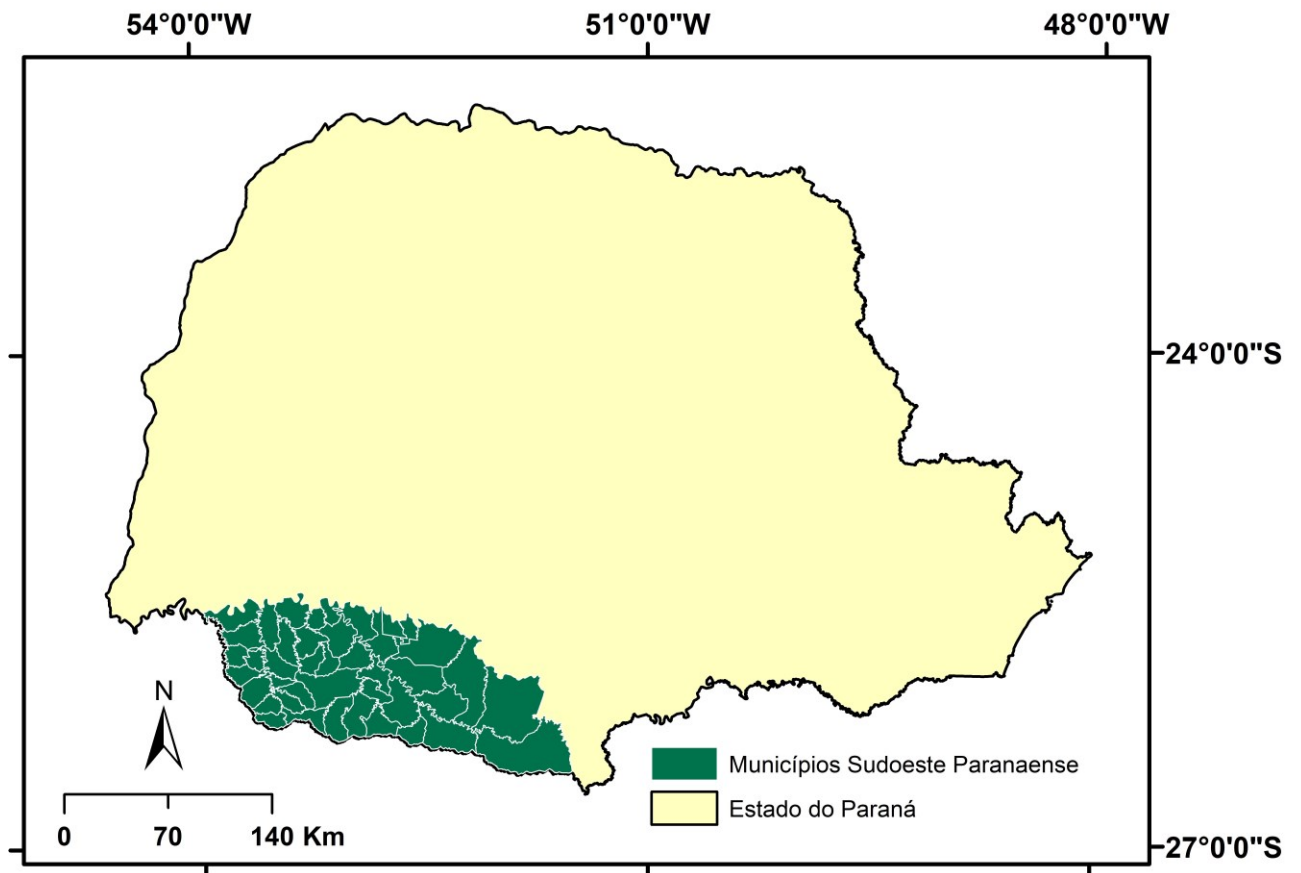 54°0'0"W 51°0'0"W 48°0'0"W
24°0'0"S
N
Municípios Sudoeste Paranaense
Estado do Paraná
0 70 140 Km
27°0'0"S